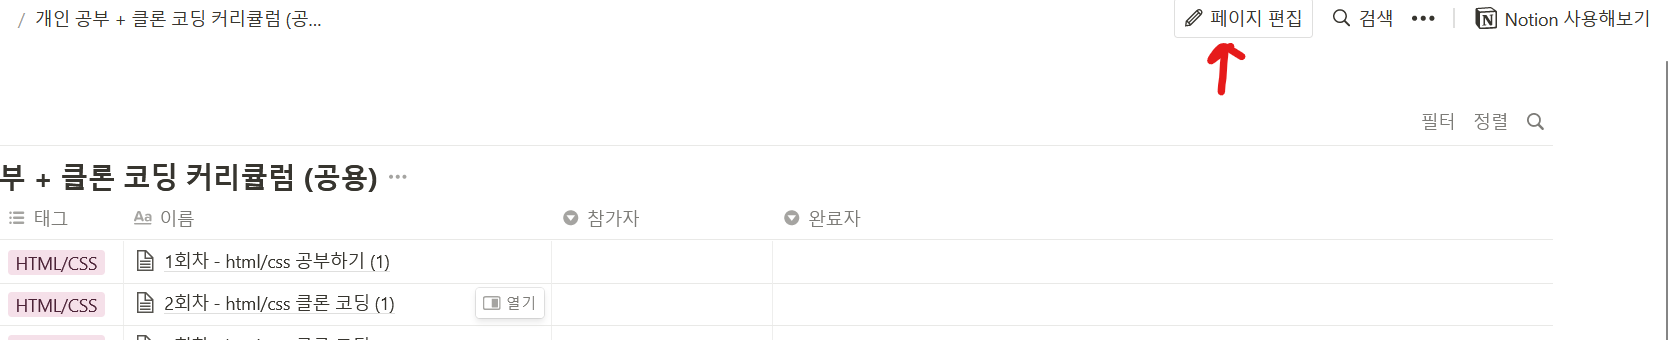 / 개인 공부 + 클론 코딩 커리큘럼 (공... 페이지 편집 검색 ••• Notion 사용해보기
필터 정렬
부 + 클론 코딩 커리큘럼 (공용) •••
태그 Aa 이름 참가자 완료자
HTML/CSS 1회차 - html/css 공부하기 (1)
HTML/CSS 2회차 - html/css 클론 코딩 (1) 열기